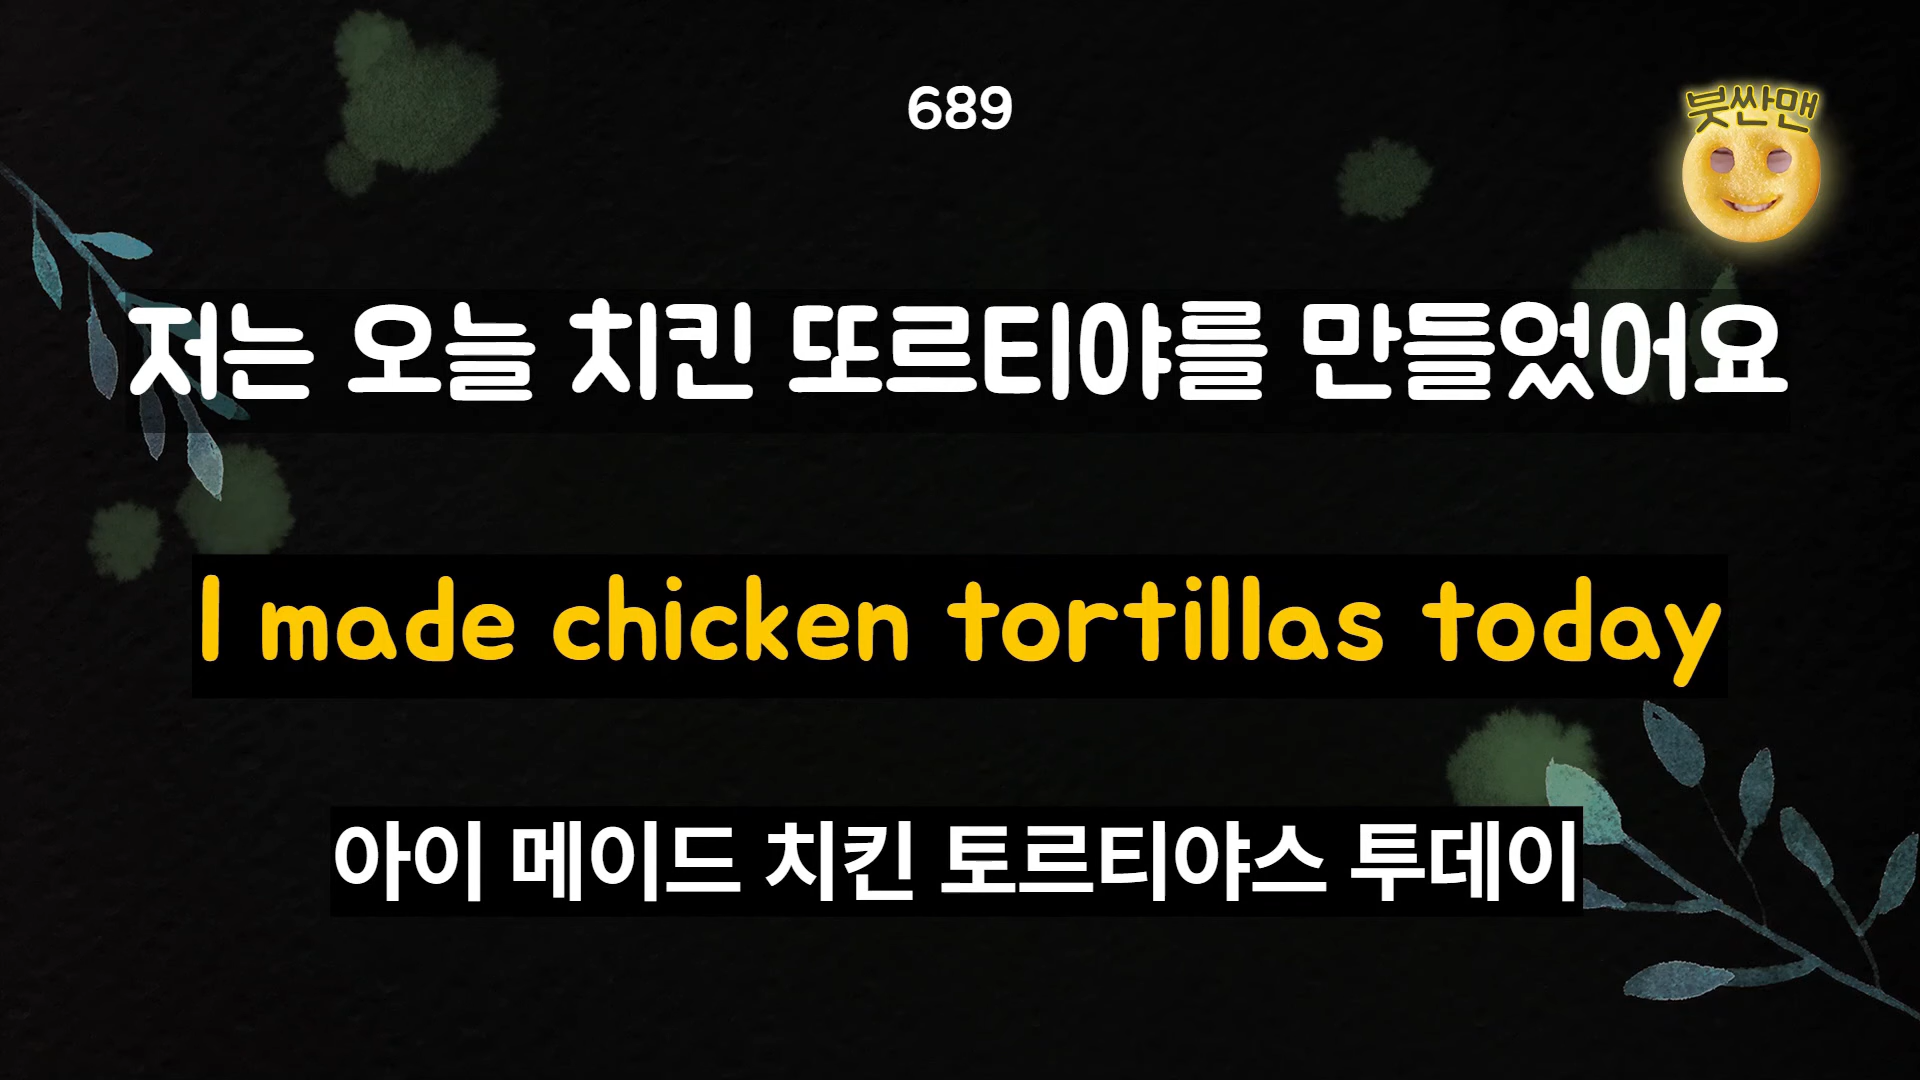 689
붓싼맨
저는 오늘 치킨 또르티야를 만들었어요
I made chicken tortillas today
아이 메이드 치킨 토르티야스 투데이